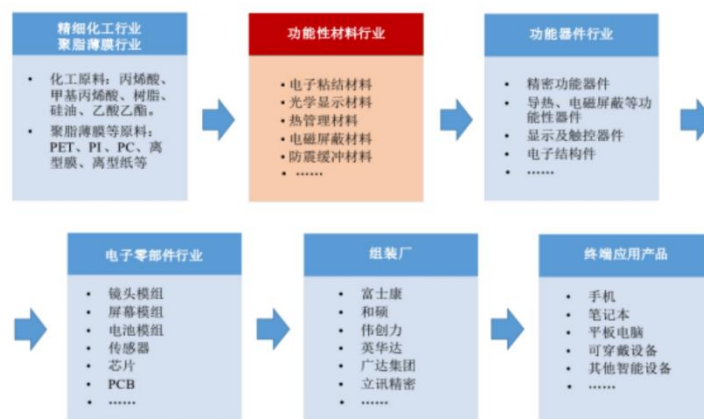 精细化工行业
聚脂薄膜行业
• 化工原料：丙烯酸、
甲基丙烯酸、树脂、
硅油、乙酸乙酯。
• 聚脂薄膜等原料：
PET、PI、PC、离
型膜、离型纸等
功能性材料行业
• 电子粘结材料
• 光学显示材料
• 热管理材料
• 电磁屏蔽材料
• 防震缓冲材料
• ……
功能器件行业
• 精密功能器件
• 导热、电磁屏蔽等功
能性器件
• 显示及触控器件
• 电子结构件
• ……
电子零部件行业
• 镜头模组
• 屏幕模组
• 电池模组
• 传感器
• 芯片
• PCB
• ……
组装厂
• 富士康
• 和硕
• 伟创力
• 英华达
• 广达集团
• 立讯精密
• ……
终端应用产品
• 手机
• 笔记本
• 平板电脑
• 可穿戴设备
• 其他智能设备
• ……